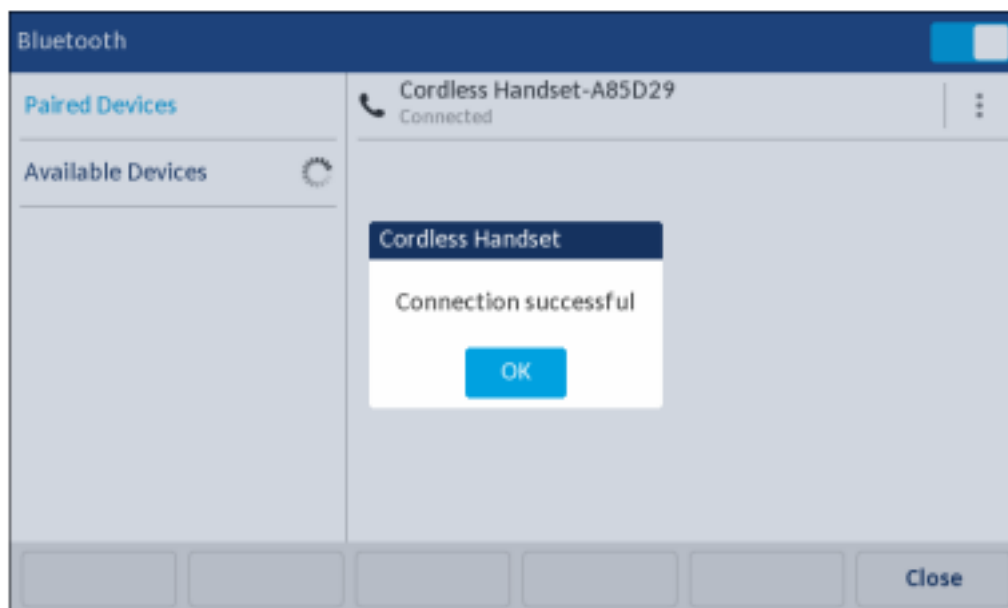 Bluetooth
Paired Devices
Available Devices
Cordless Handset-A85D29
Connected
Cordless Handset
Connection successful
OK
Close